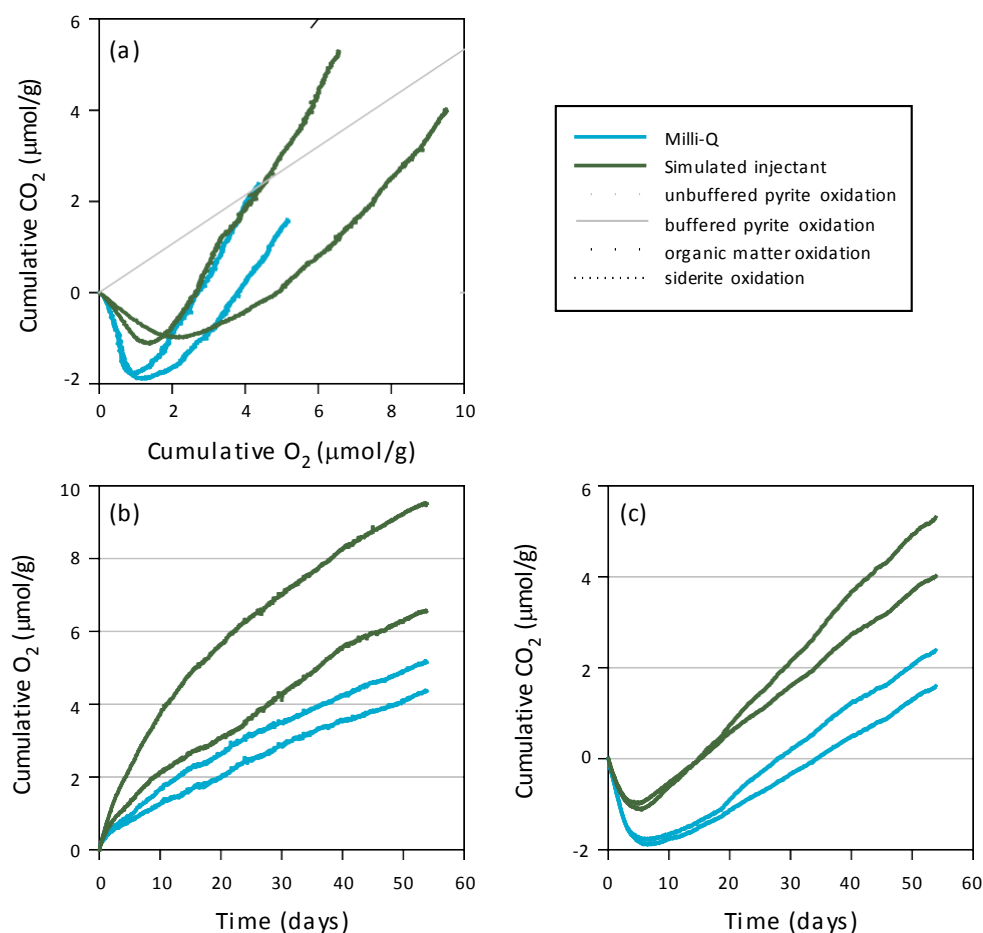 (a)
6
4
2
0
-2
0
2
4
6
8
10
Cumulative CO2 (μmol/g)
Cumulative O2 (μmol/g)
Milli-Q
Simulated injectant
unbuffered pyrite oxidation
buffered pyrite oxidation
organic matter oxidation
siderite oxidation
(b)
10
8
6
4
2
0
0
10
20
30
40
50
60
Cumulative O2 (μmol/g)
Time (days)
(c)
6
4
2
0
-2
0
10
20
30
40
50
60
Cumulative CO2 (μmol/g)
Time (days)